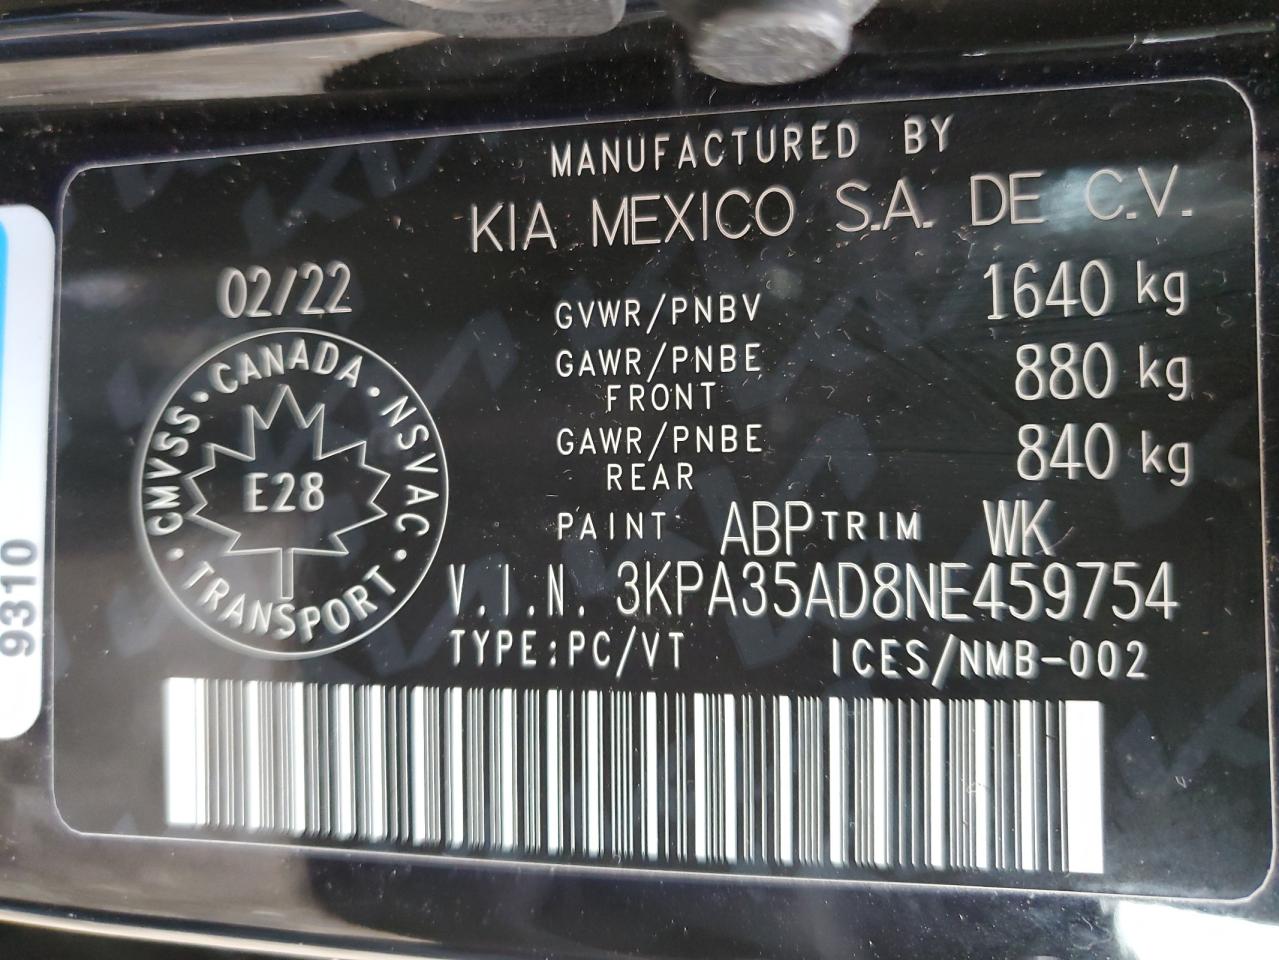 MANUFACTURED BY
KIA MEXICO S.A. DE C.V.
02/22
GVWR/PNBV 1640 kg
GAWR/PNBE 880 kg
FRONT
GAWR/PNBE 840 kg
REAR
CMVSS · CANADA · NSVAC · TRANSPORT ·
E28
PAINT ABP TRIM WK
V.I.N. 3KPA35AD8NE459754
TYPE:PC/VT ICES/NMB-002
9310